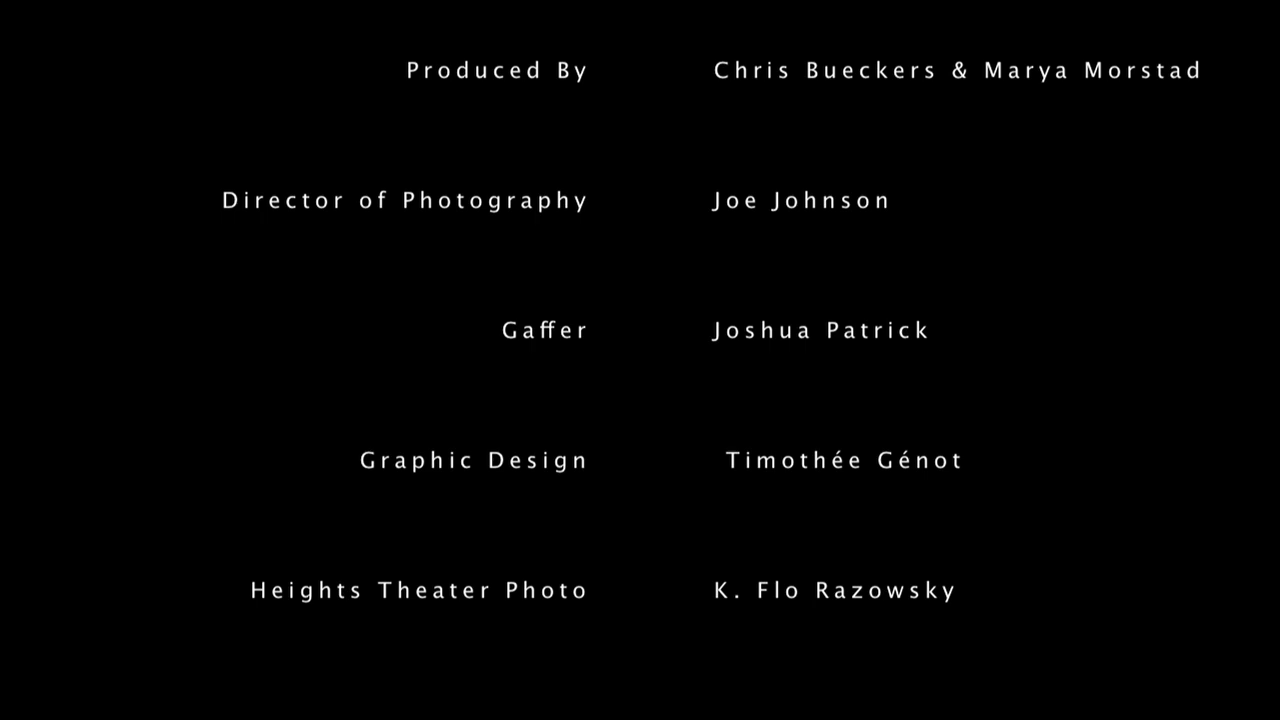 Produced By Chris Bueckers & Marya Morstad
Director of Photography Joe Johnson
Gaffer Joshua Patrick
Graphic Design Timothée Génot
Heights Theater Photo K. Flo Razowsky